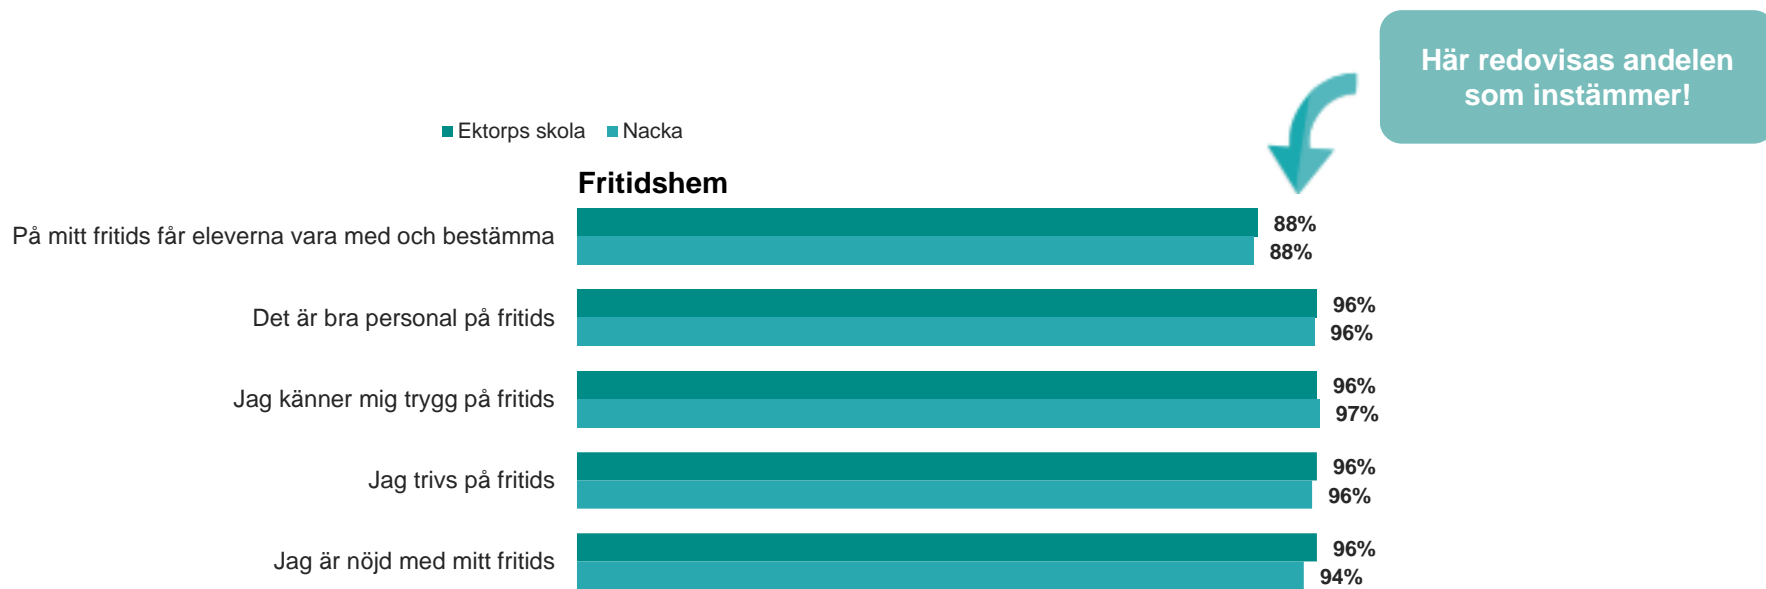 Här redovisas andelen
som instämmer!
Ektorps skola Nacka
Fritidshem
På mitt fritids får eleverna vara med och bestämma
88%
88%
Det är bra personal på fritids
96%
96%
Jag känner mig trygg på fritids
96%
97%
Jag trivs på fritids
96%
96%
Jag är nöjd med mitt fritids
96%
94%